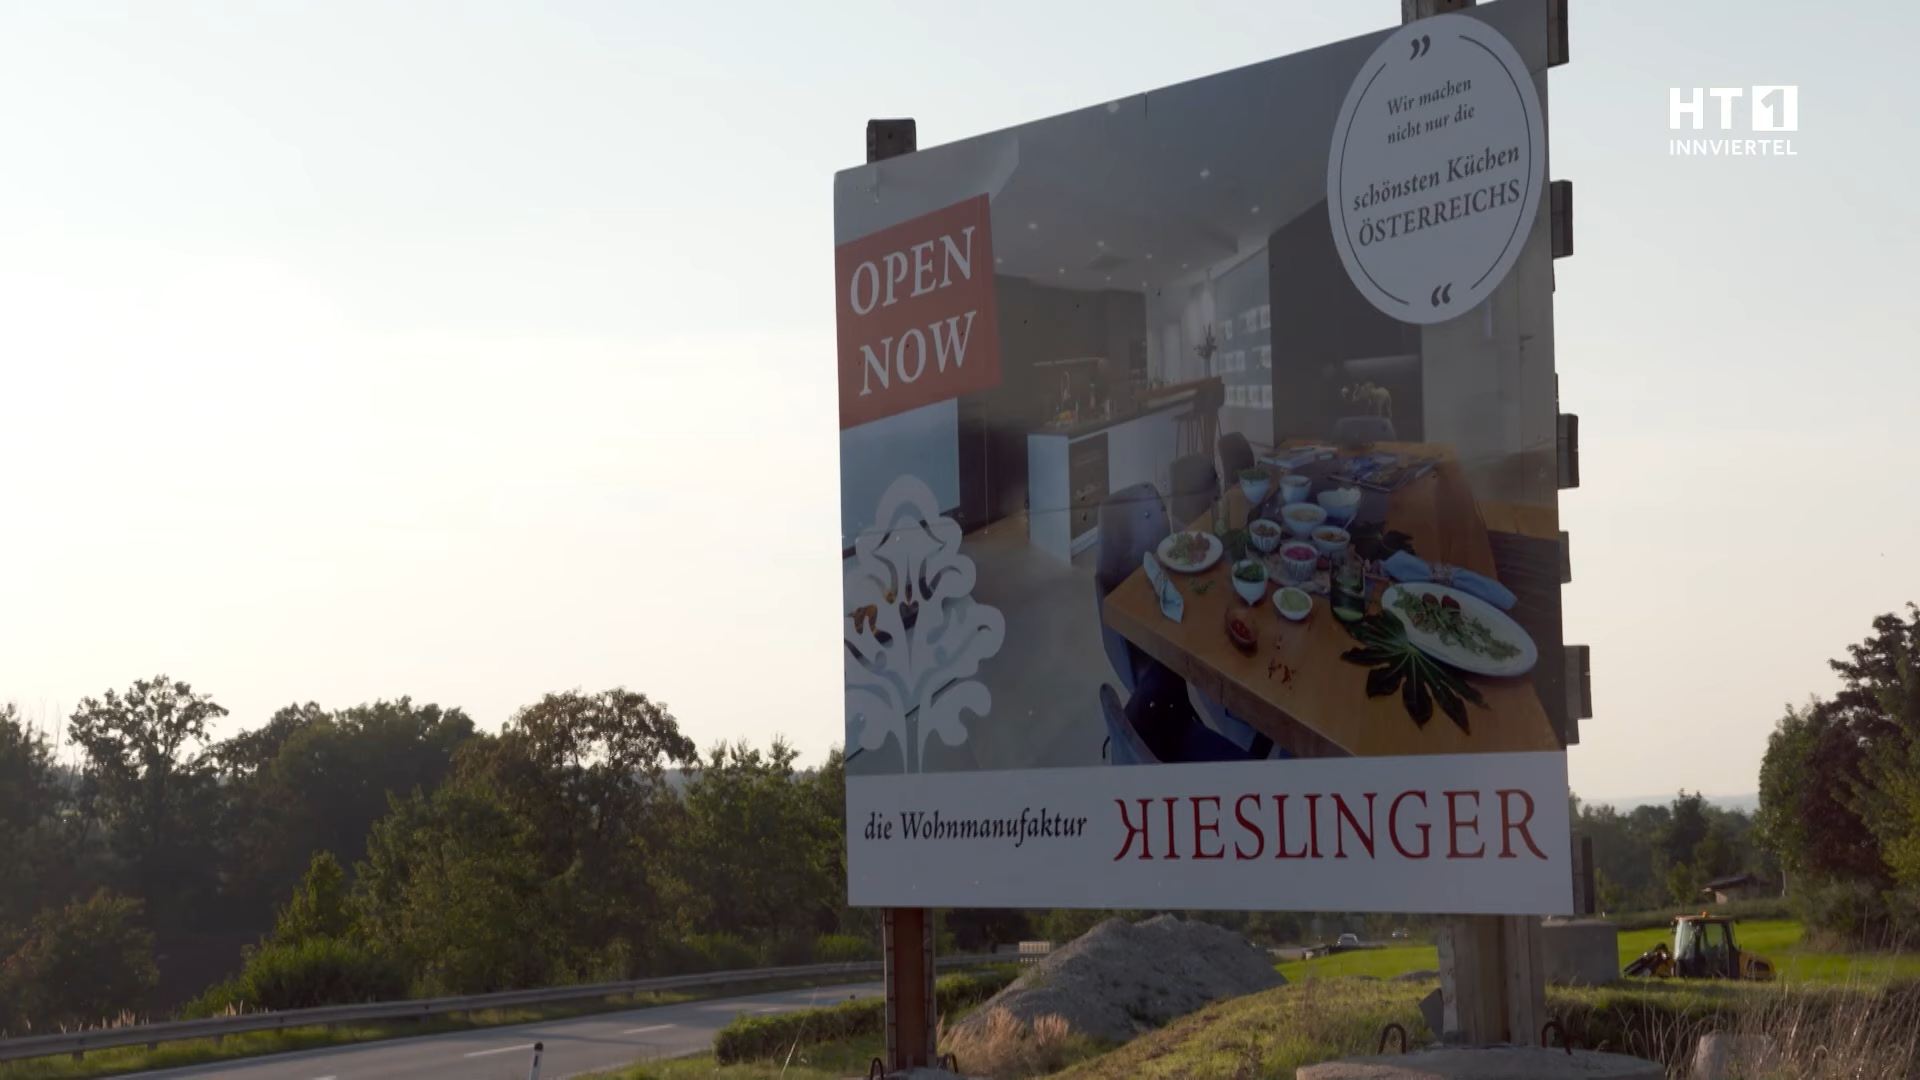 HT1
INNVIERTEL
„
Wir machen
nicht nur die
schönsten Küchen
ÖSTERREICHS
“
OPEN
NOW
die Wohnmanufaktur KIESLINGER